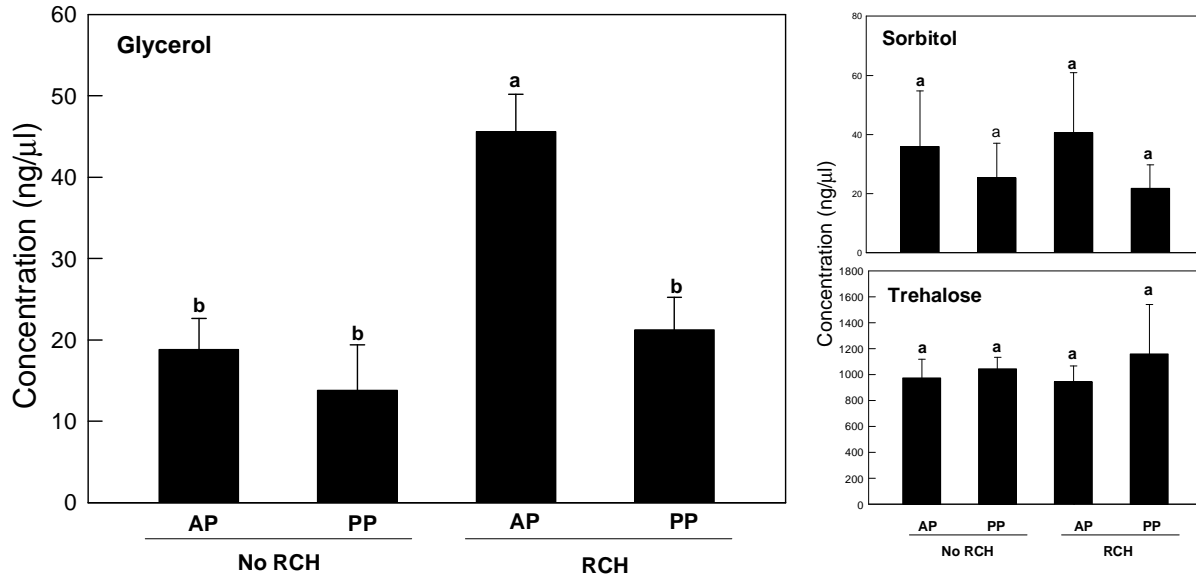 Glycerol
Concentration (ng/μl)
60
50
40
30
20
10
0
b
b
a
b
AP PP AP PP
No RCH RCH
Sorbitol
Concentration (ng/μl)
80
60
40
20
0
a
a
a
a
Trehalose
1800
1600
1400
1200
1000
800
600
400
200
0
a
a
a
a
AP PP AP PP
No RCH RCH